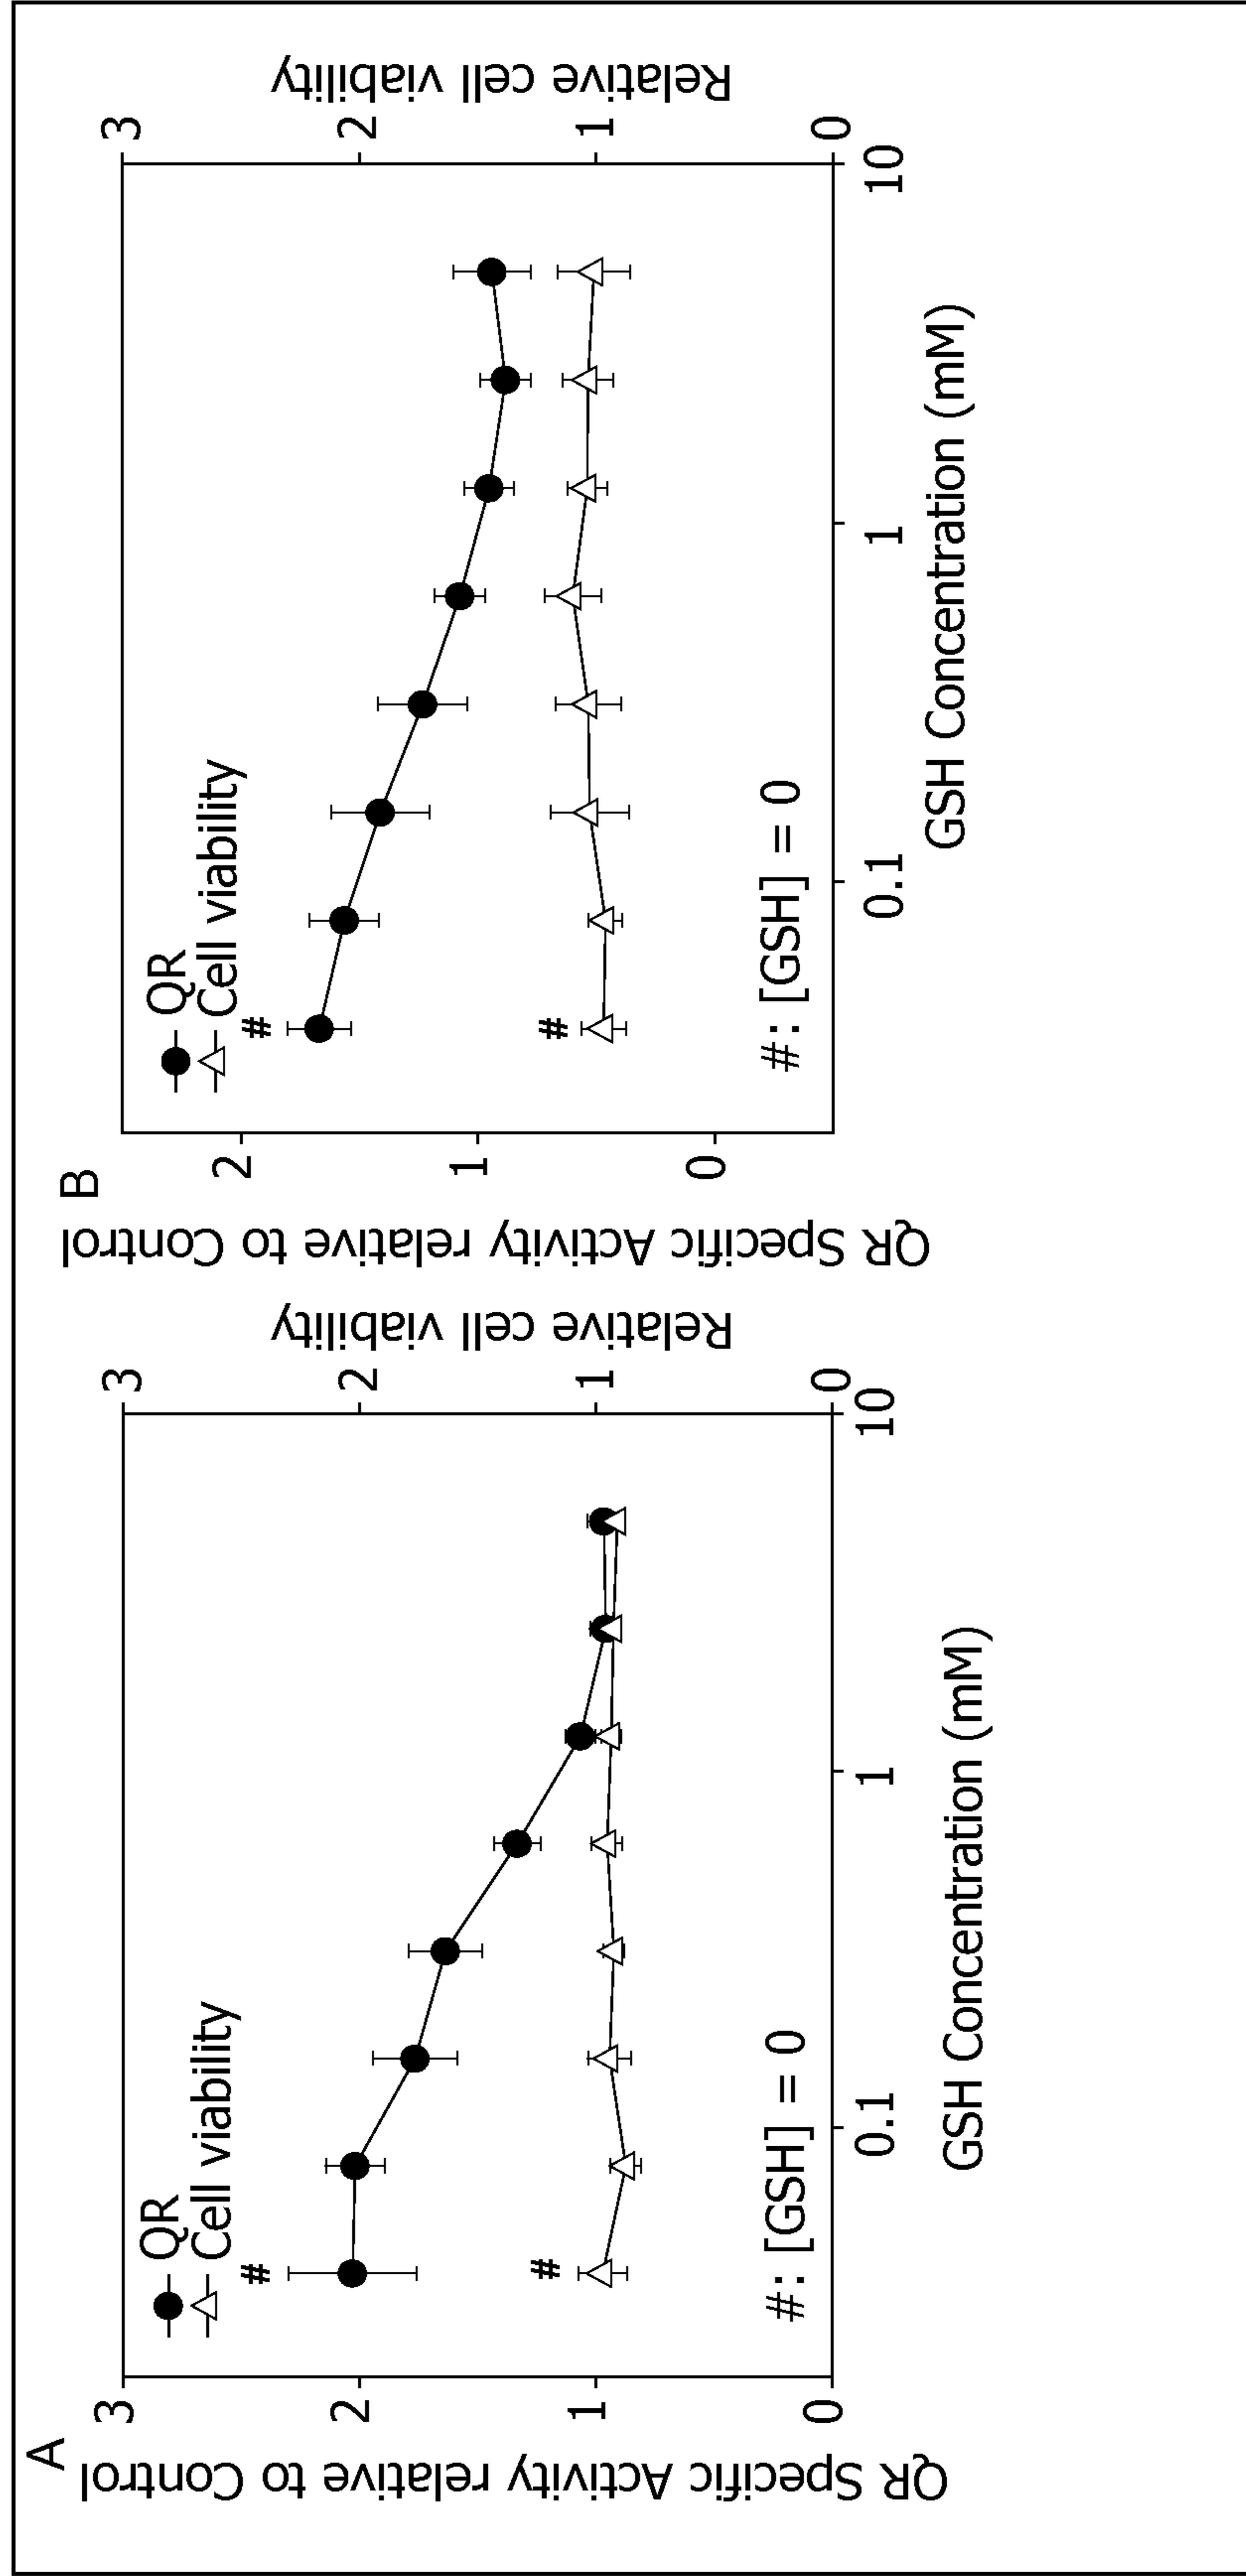 A
QR Specific Activity relative to Control
3
2
1
0
QR
Cell viability
#
#
#: [GSH] = 0
0.1
1
10
GSH Concentration (mM)
3
2
1
0
Relative cell viability
B
QR Specific Activity relative to Control
2
1
0
QR
Cell viability
#
#
#: [GSH] = 0
0.1
1
10
GSH Concentration (mM)
3
2
1
0
Relative cell viability